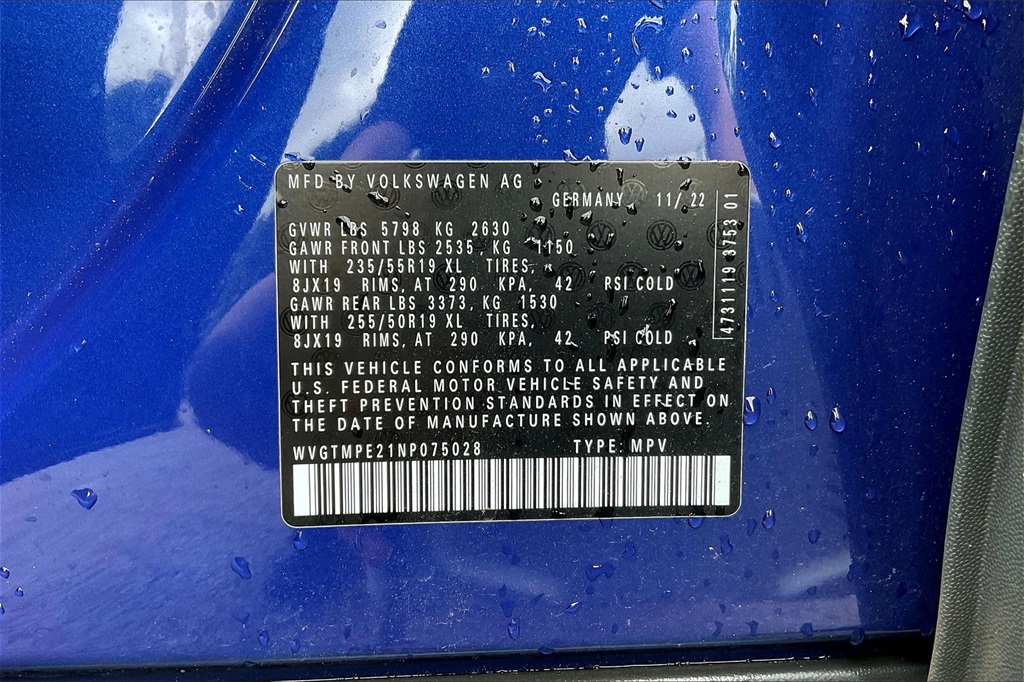 MFD BY VOLKSWAGEN AG
GERMANY 11/ 22
GVWR LBS 5798 KG 2630
GAWR FRONT LBS 2535, KG 1150
WITH 235/55R19 XL TIRES,
8JX19 RIMS, AT 290 KPA, 42 PSI COLD
GAWR REAR LBS 3373, KG 1530
WITH 255/50R19 XL TIRES,
8JX19 RIMS, AT 290 KPA, 42 PSI COLD
4731119 3753 01
THIS VEHICLE CONFORMS TO ALL APPLICABLE
U.S. FEDERAL MOTOR VEHICLE SAFETY AND
THEFT PREVENTION STANDARDS IN EFFECT ON
THE DATE OF MANUFACTURE SHOWN ABOVE.
WVGTMPE21NP075028 TYPE: MPV